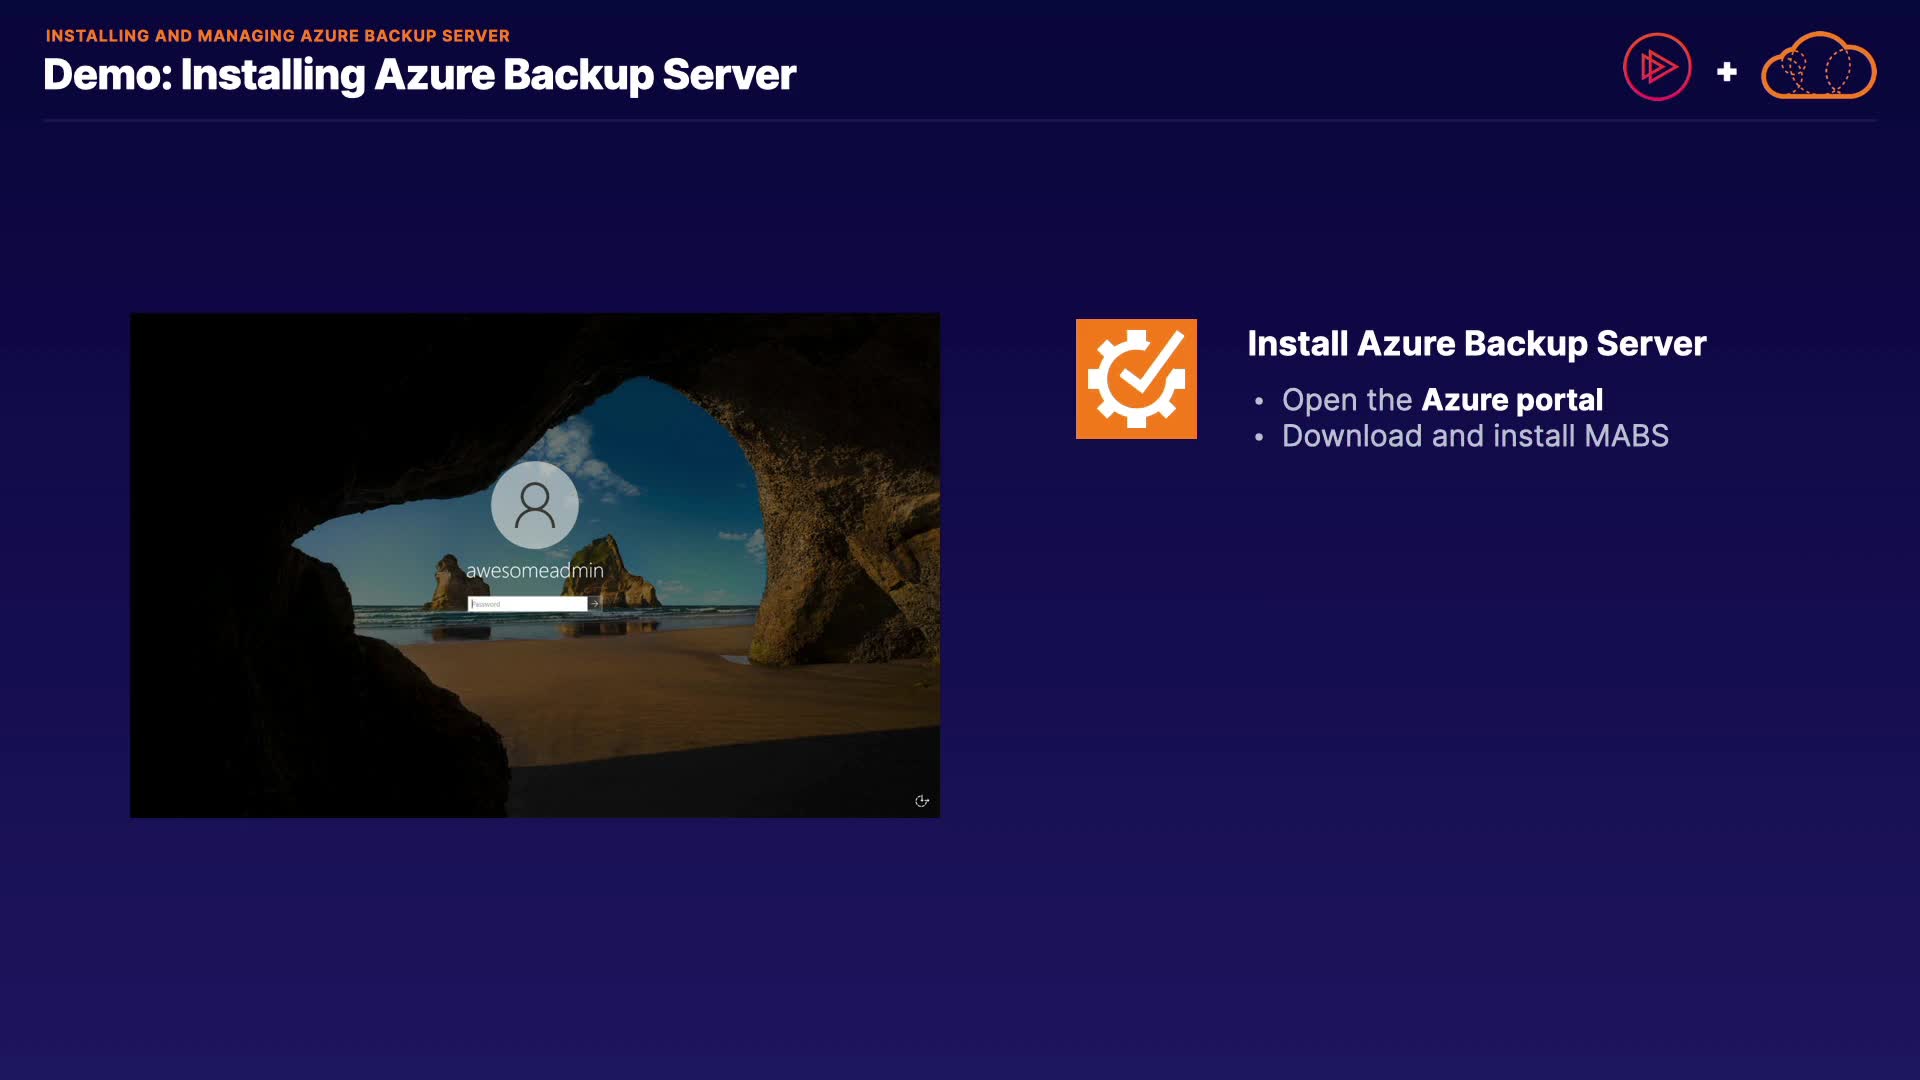 INSTALLING AND MANAGING AZURE BACKUP SERVER
Demo: Installing Azure Backup Server
awesomeadmin
Password
Install Azure Backup Server
• Open the Azure portal
• Download and install MABS